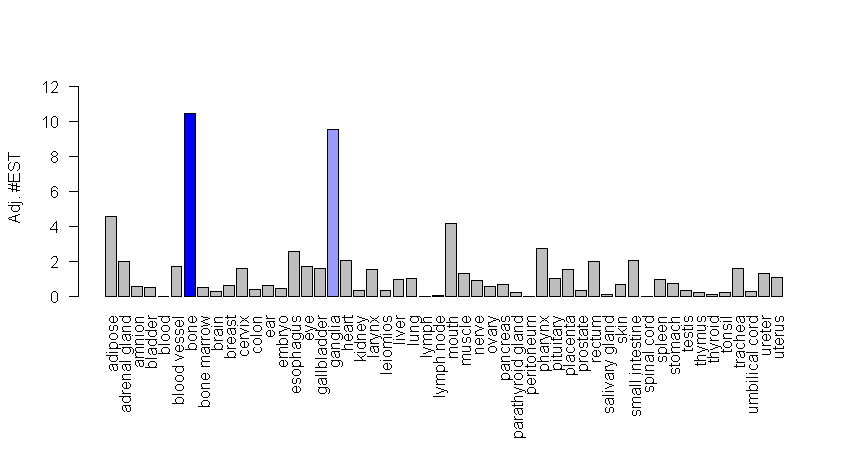 Adj. #EST
12
10
8
6
4
2
0
adipose
adrenal gland
amnion
bladder
blood
blood vessel
bone
bone marrow
brain
breast
cervix
colon
ear
embryo
esophagus
eye
gallbladder
ganglia
heart
kidney
larynx
leiomios
liver
lung
lymph
lymph node
mouth
muscle
nerve
ovary
pancreas
parathyroid gland
peritoneum
pharynx
pituitary
placenta
prostate
rectum
salivary gland
skin
small intestine
spinal cord
spleen
stomach
testis
thymus
thyroid
tonsil
trachea
umbilical cord
ureter
uterus